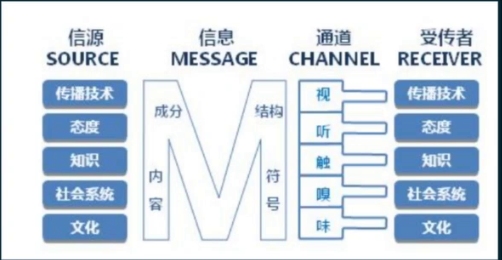 信源 信息 通道 受传者
SOURCE MESSAGE CHANNEL RECEIVER
传播技术 成分 结构 视 传播技术
态度 听 态度
知识 内容 符号 触 知识
社会系统 嗅 社会系统
文化 味 文化